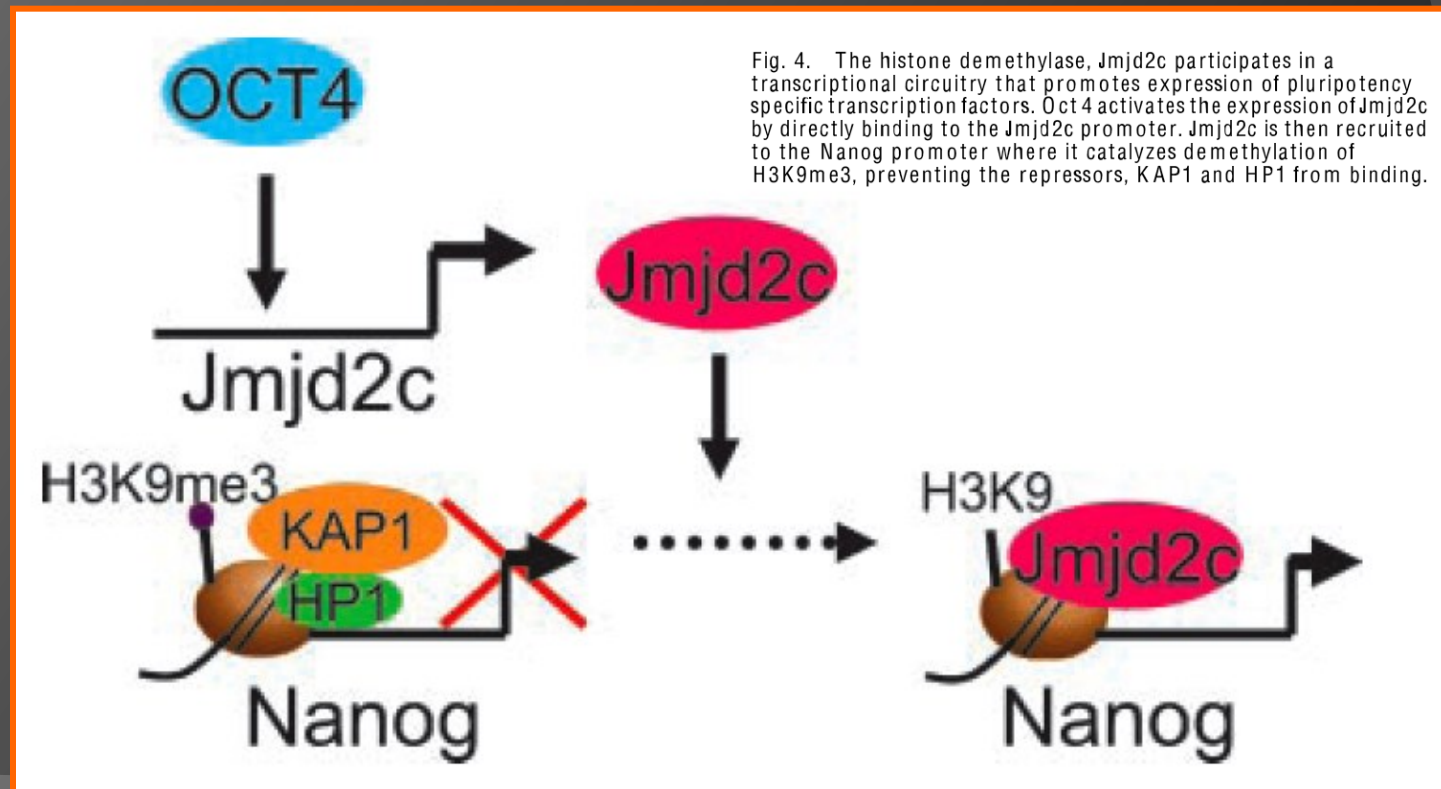 OCT4
Fig. 4. The histone demethylase, Jmjd2c participates in a
transcriptional circuitry that promotes expression of pluripotency
specific transcription factors. Oct 4 activates the expression of Jmjd2c
by directly binding to the Jmjd2c promoter. Jmjd2c is then recruited
to the Nanog promoter where it catalyzes demethylation of
H3K9me3, preventing the repressors, KAP1 and HP1 from binding.
Jmjd2c
Jmjd2c
H3K9me3
KAP1
HP1
Nanog
H3K9
Jmjd2c
Nanog